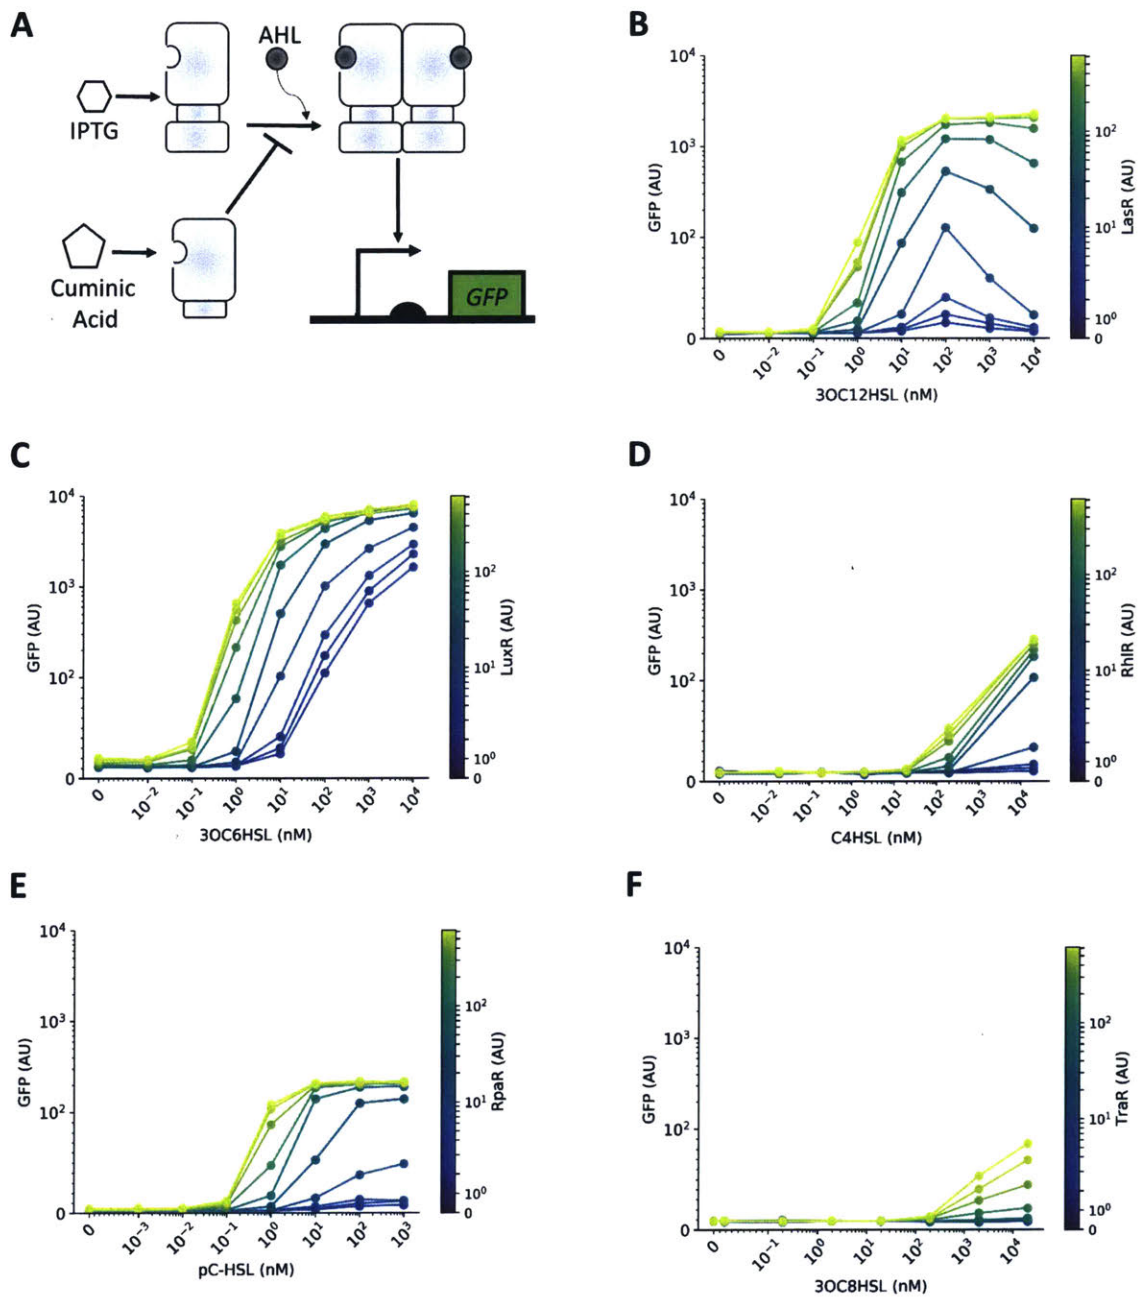 A
AHL
IPTG
Cuminic
Acid
GFP
B
10⁴
10³
10²
0
GFP (AU)
0 10⁻² 10⁻¹ 10⁰ 10¹ 10² 10³ 10⁴
3OC12HSL (nM)
10²
10¹
10⁰
0
LasR (AU)
C
10⁴
10³
10²
0
GFP (AU)
0 10⁻² 10⁻¹ 10⁰ 10¹ 10² 10³ 10⁴
3OC6HSL (nM)
10²
10¹
10⁰
0
LuxR (AU)
D
10⁴
10³
10²
0
GFP (AU)
0 10⁻² 10⁻¹ 10⁰ 10¹ 10² 10³ 10⁴
C4HSL (nM)
10²
10¹
10⁰
0
RhlR (AU)
E
10⁴
10³
10²
0
GFP (AU)
0 10⁻³ 10⁻² 10⁻¹ 10⁰ 10¹ 10² 10³
pC-HSL (nM)
10²
10¹
10⁰
0
RpaR (AU)
F
10⁴
10³
10²
0
GFP (AU)
0 10⁻¹ 10⁰ 10¹ 10² 10³ 10⁴
3OC8HSL (nM)
10²
10¹
10⁰
0
TraR (AU)